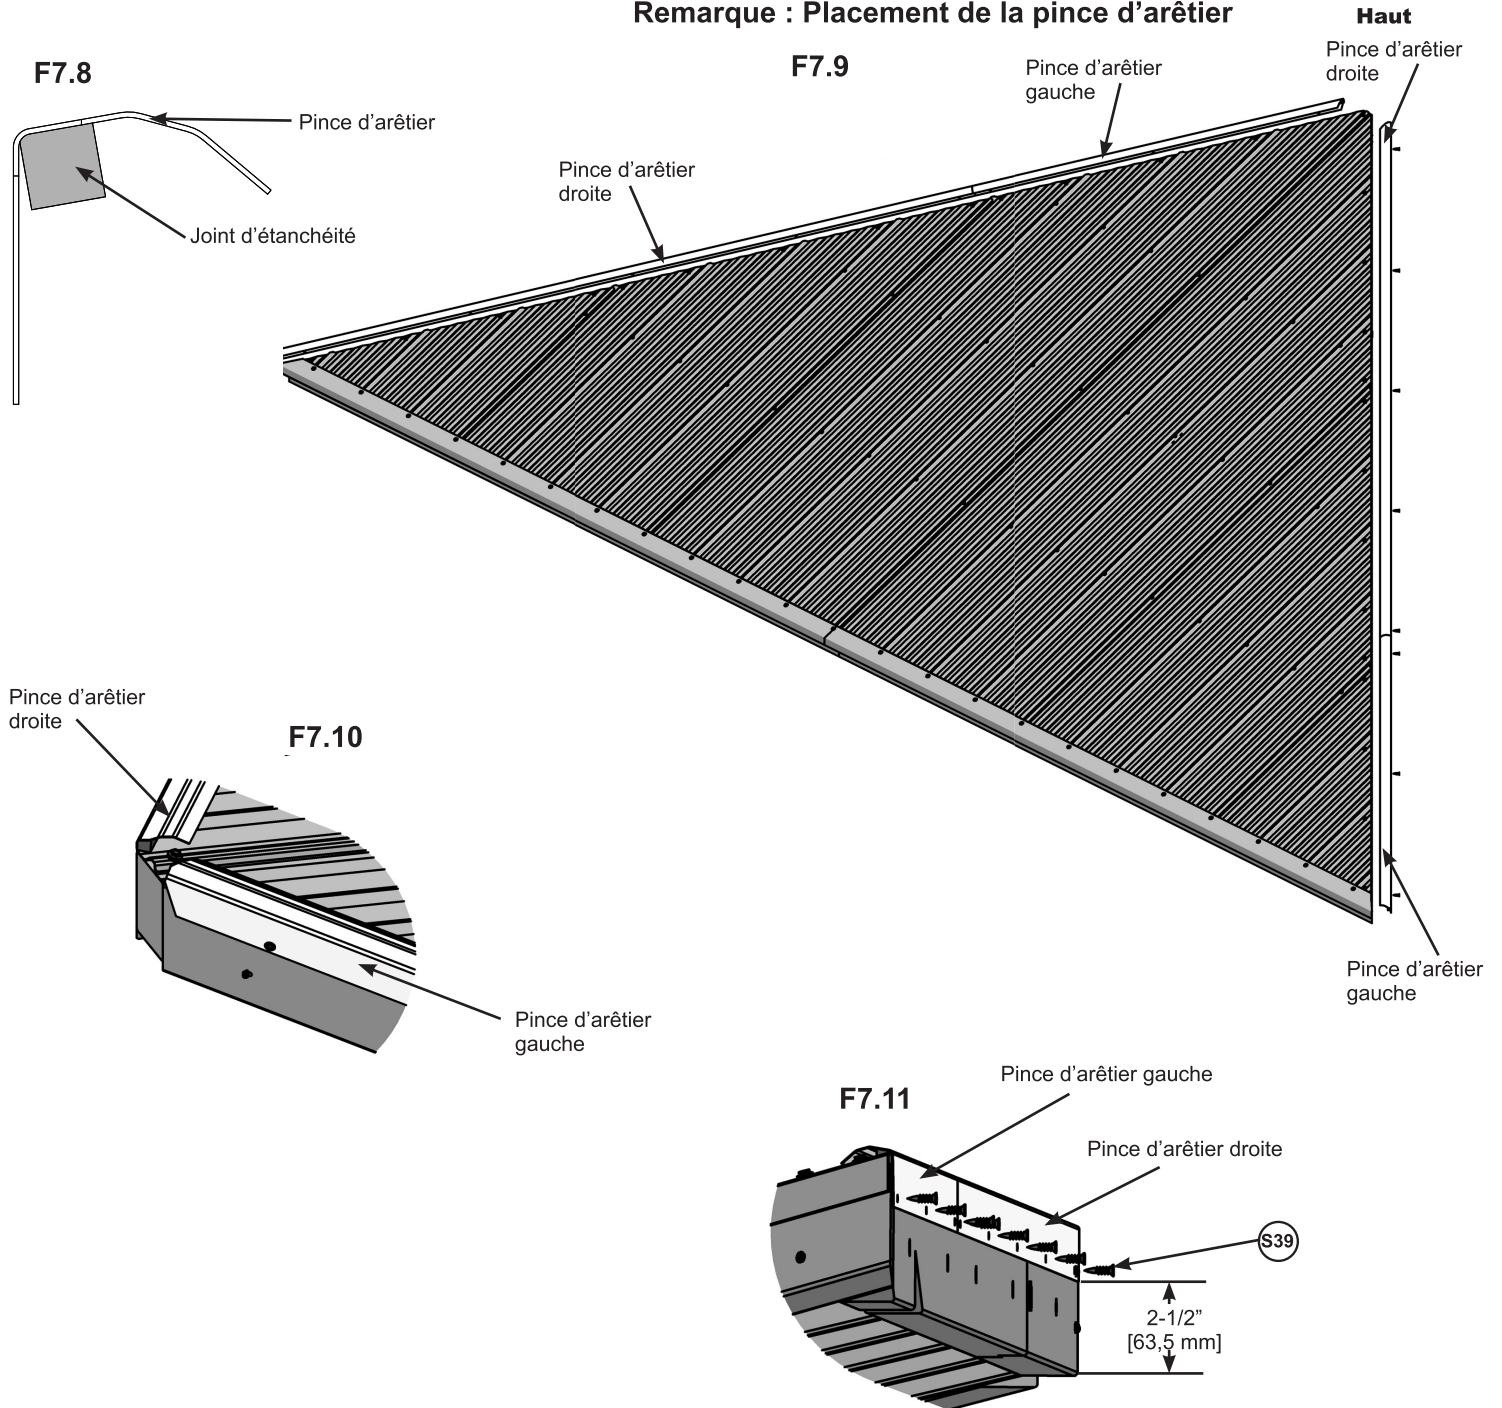 Remarque : Placement de la pince d’arêtier
Haut
F7.8
Pince d’arêtier
Joint d’étanchéité
F7.9
Pince d’arêtier
gauche
Pince d’arêtier
droite
Pince d’arêtier
droite
Pince d’arêtier
gauche
Pince d’arêtier
droite
F7.10
Pince d’arêtier
gauche
F7.11
Pince d’arêtier gauche
Pince d’arêtier droite
S39
2-1/2”
[63,5 mm]